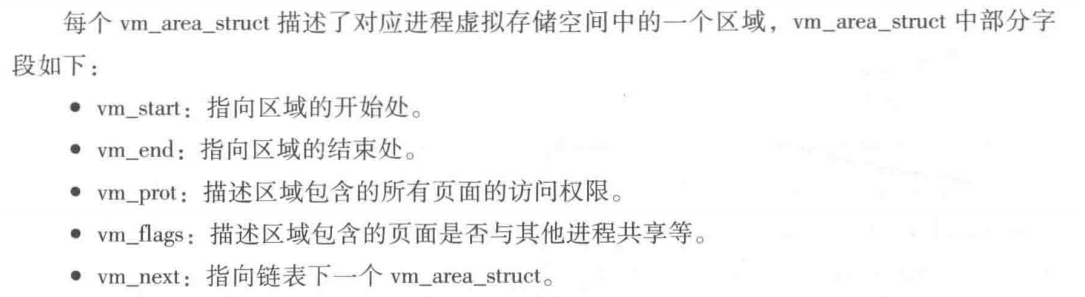 每个 vm_area_struct 描述了对应进程虚拟存储空间中的一个区域，vm_area_struct 中部分字
段如下：
● vm_start：指向区域的开始处。
● vm_end：指向区域的结束处。
● vm_prot：描述区域包含的所有页面的访问权限。
● vm_flags：描述区域包含的页面是否与其他进程共享等。
● vm_next：指向链表下一个 vm_area_struct。